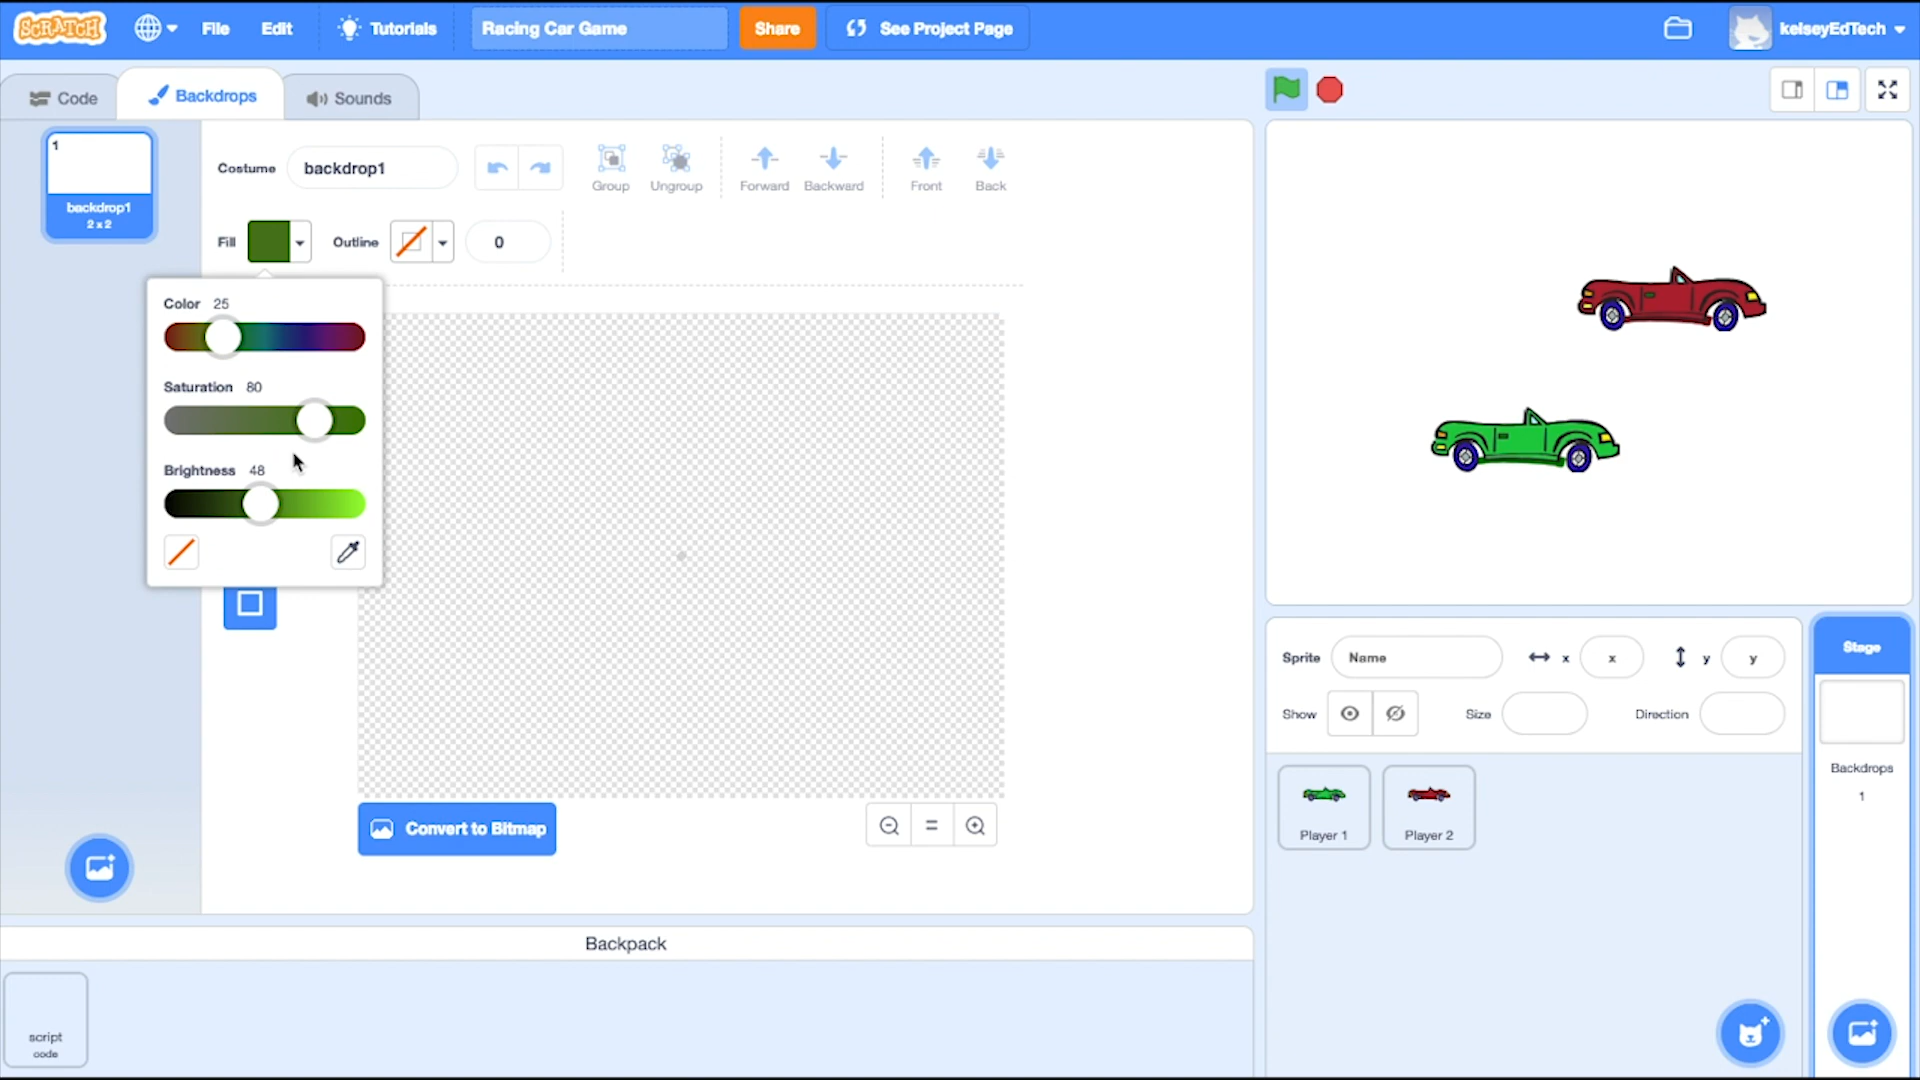 SCRATCH
File
Edit
Tutorials
Racing Car Game
Share
See Project Page
kelseyEdTech
Code
Backdrops
Sounds
1
backdrop1
2 x 2
Costume
backdrop1
Group
Ungroup
Forward
Backward
Front
Back
Fill
Outline
0
Color 25
Saturation 80
Brightness 48
Convert to Bitmap
Backpack
script
code
Sprite
Name
x
x
y
y
Show
Size
Direction
Player 1
Player 2
Stage
Backdrops
1